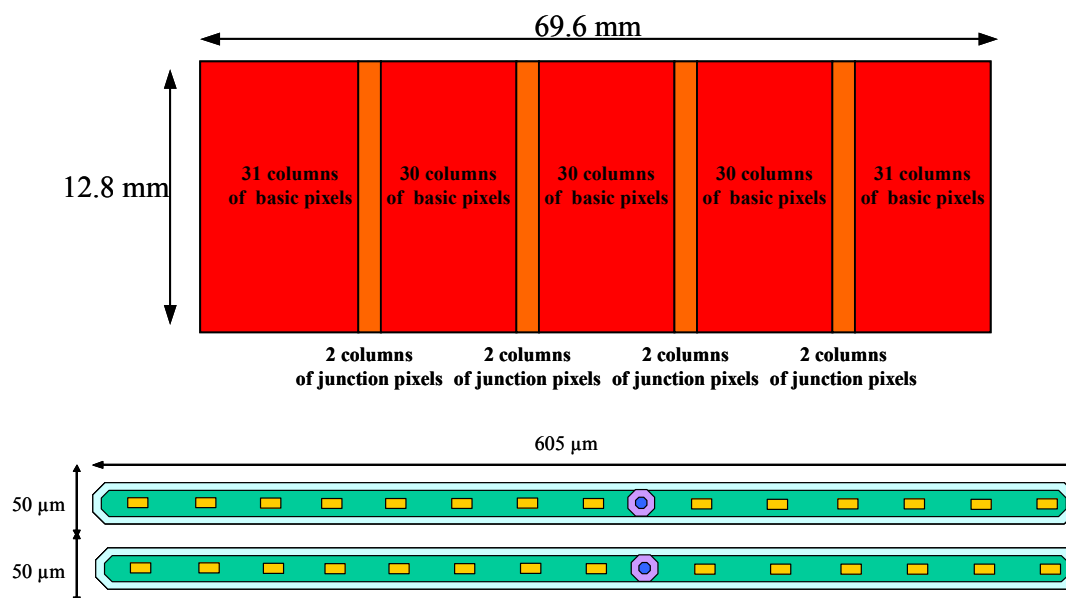 69.6 mm
12.8 mm
31 columns
of basic pixels
30 columns
of basic pixels
30 columns
of basic pixels
30 columns
of basic pixels
31 columns
of basic pixels
2 columns
of junction pixels
2 columns
of junction pixels
2 columns
of junction pixels
2 columns
of junction pixels
605 µm
50 µm
50 µm